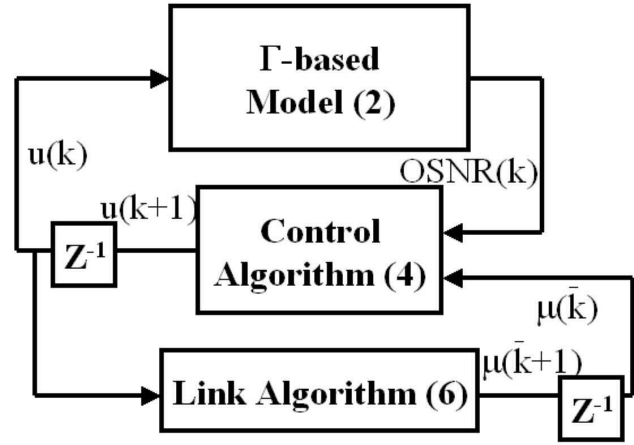 Γ-based
Model (2)
u(k)
OSNR(k)
u(k+1)
Z⁻¹
Control
Algorithm (4)
μ(k̄)
μ(k̄+1)
Link Algorithm (6)
Z⁻¹